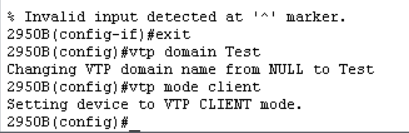 % Invalid input detected at '^' marker.
2950B(config-if)#exit
2950B(config)#vtp domain Test
Changing VTP domain name from NULL to Test
2950B(config)#vtp mode client
Setting device to VTP CLIENT mode.
2950B(config)#_